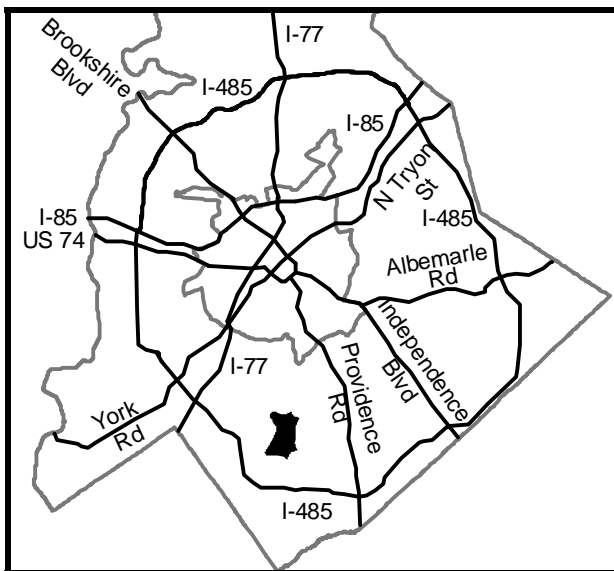 I-77
Brookshire
Blvd
I-485
I-85
N Tryon
St
I-85
US 74
I-485
Albemarle
Rd
Independence
Blvd
Providence
Rd
I-77
York
Rd
I-485